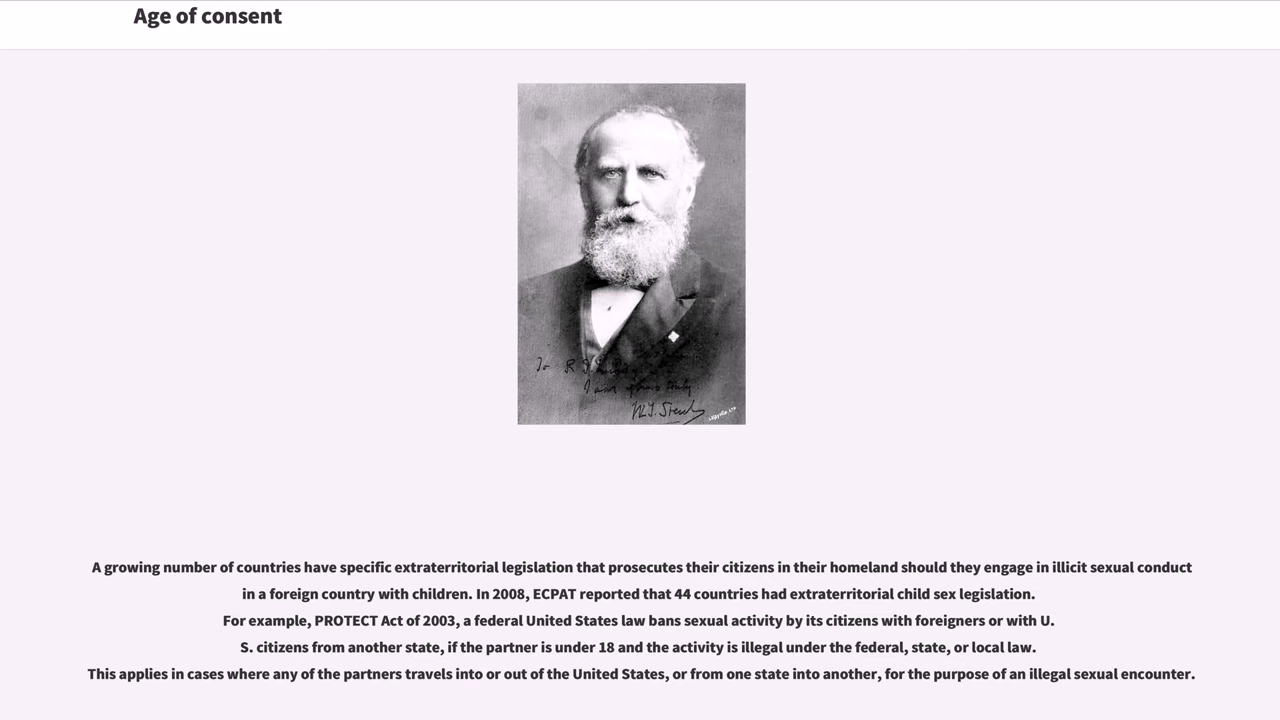 Age of consent
To R
I am yours truly
W.T. Stead
A growing number of countries have specific extraterritorial legislation that prosecutes their citizens in their homeland should they engage in illicit sexual conduct
in a foreign country with children. In 2008, ECPAT reported that 44 countries had extraterritorial child sex legislation.
For example, PROTECT Act of 2003, a federal United States law bans sexual activity by its citizens with foreigners or with U.
S. citizens from another state, if the partner is under 18 and the activity is illegal under the federal, state, or local law.
This applies in cases where any of the partners travels into or out of the United States, or from one state into another, for the purpose of an illegal sexual encounter.